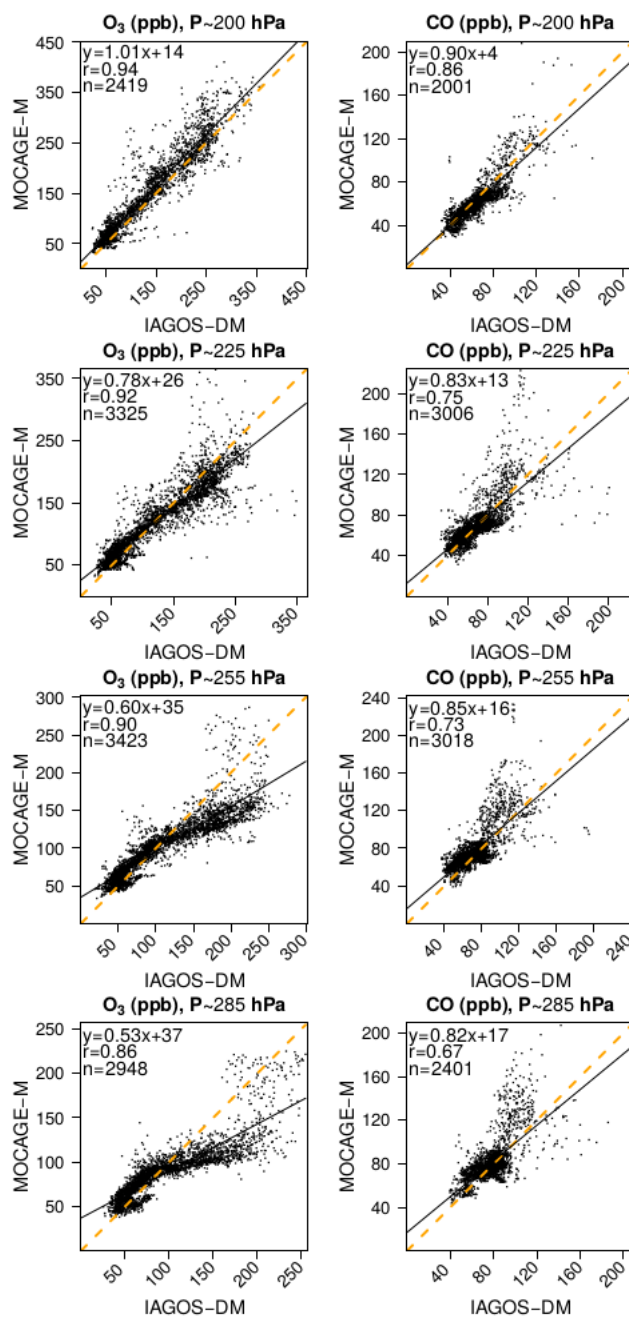 O₃ (ppb), P~200 hPa
y=1.01x+14
r=0.94
n=2419
450
350
250
150
50
MOCAGE−M
50 150 250 350 450
IAGOS−DM
CO (ppb), P~200 hPa
y=0.90x+4
r=0.86
n=2001
200
160
120
80
40
MOCAGE−M
40 80 120 160 200
IAGOS−DM
O₃ (ppb), P~225 hPa
y=0.78x+26
r=0.92
n=3325
350
250
150
50
MOCAGE−M
50 150 250 350
IAGOS−DM
CO (ppb), P~225 hPa
y=0.83x+13
r=0.75
n=3006
200
160
120
80
40
MOCAGE−M
40 80 120 160 200
IAGOS−DM
O₃ (ppb), P~255 hPa
y=0.60x+35
r=0.90
n=3423
300
250
200
150
100
50
MOCAGE−M
50 100 150 200 250 300
IAGOS−DM
CO (ppb), P~255 hPa
y=0.85x+16
r=0.73
n=3018
240
200
160
120
80
40
MOCAGE−M
40 80 120 160 200 240
IAGOS−DM
O₃ (ppb), P~285 hPa
y=0.53x+37
r=0.86
n=2948
250
200
150
100
50
MOCAGE−M
50 100 150 200 250
IAGOS−DM
CO (ppb), P~285 hPa
y=0.82x+17
r=0.67
n=2401
200
160
120
80
40
MOCAGE−M
40 80 120 160 200
IAGOS−DM